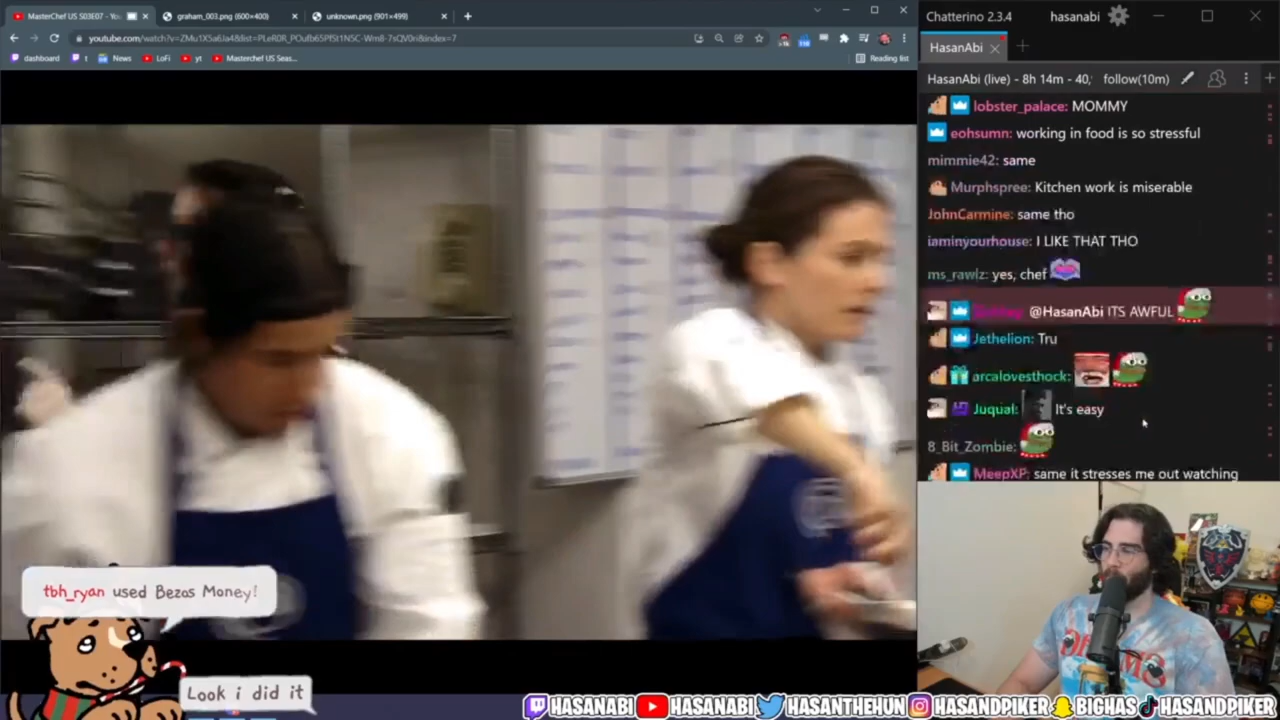 MasterChef US S03E07 - Yo
graham_003.png (600×400)
unknown.png (901×499)
dashboard
t
News
LoFi
yt
Masterchef US Seas...
Reading list
Chatterino 2.3.4
hasanabi
HasanAbi
HasanAbi (live) - 8h 14m - 40,
follow(10m)
lobster_palace: MOMMY
eohsumn: working in food is so stressful
mimmie42: same
Murphspree: Kitchen work is miserable
JohnCarmine: same tho
iaminyourhouse: I LIKE THAT THO
ms_rawlz: yes, chef
@HasanAbi ITS AWFUL
Jethelion: Tru
arcalovesthock:
Juqual: It's easy
8_Bit_Zombie:
MeepXP: same it stresses me out watching
tbh_ryan used Bezos Money!
Look i did it
HASANABI HASANABI HASANTHEHUN HASANDPIKER BIGHAS HASANDPIKER